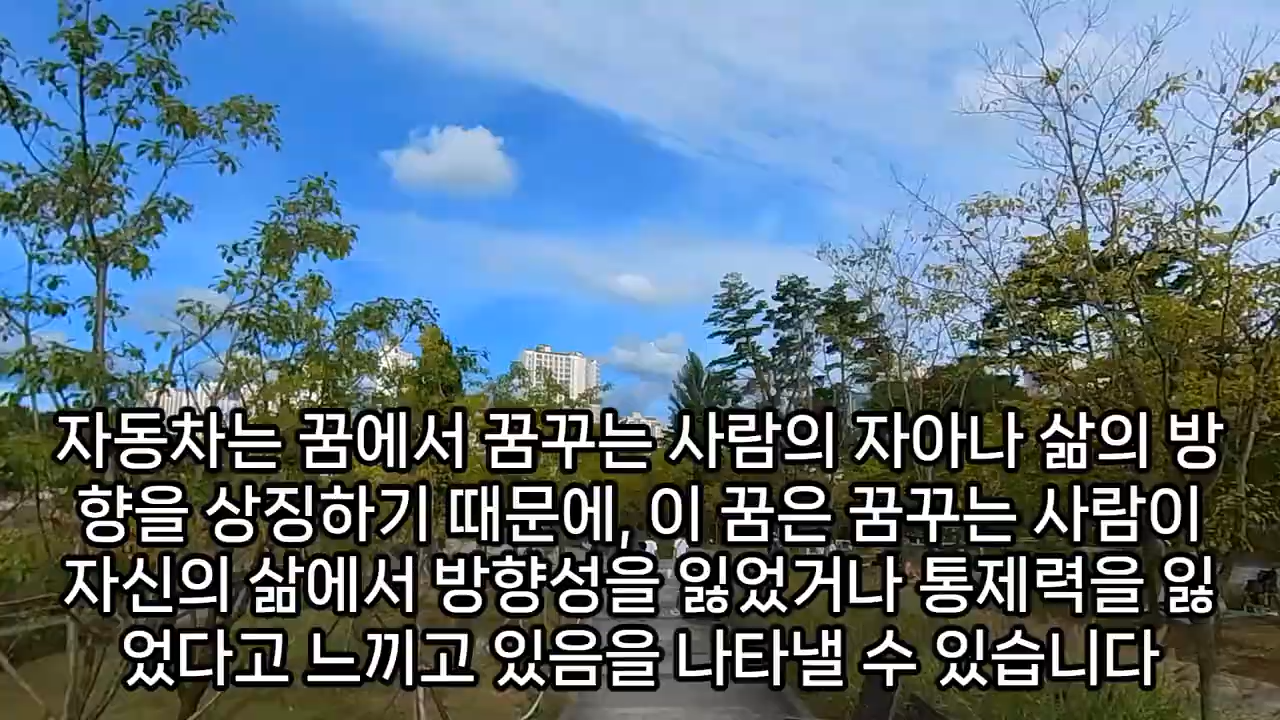 자동차는 꿈에서 꿈꾸는 사람의 자아나 삶의 방
향을 상징하기 때문에, 이 꿈은 꿈꾸는 사람이
자신의 삶에서 방향성을 잃었거나 통제력을 잃
었다고 느끼고 있음을 나타낼 수 있습니다